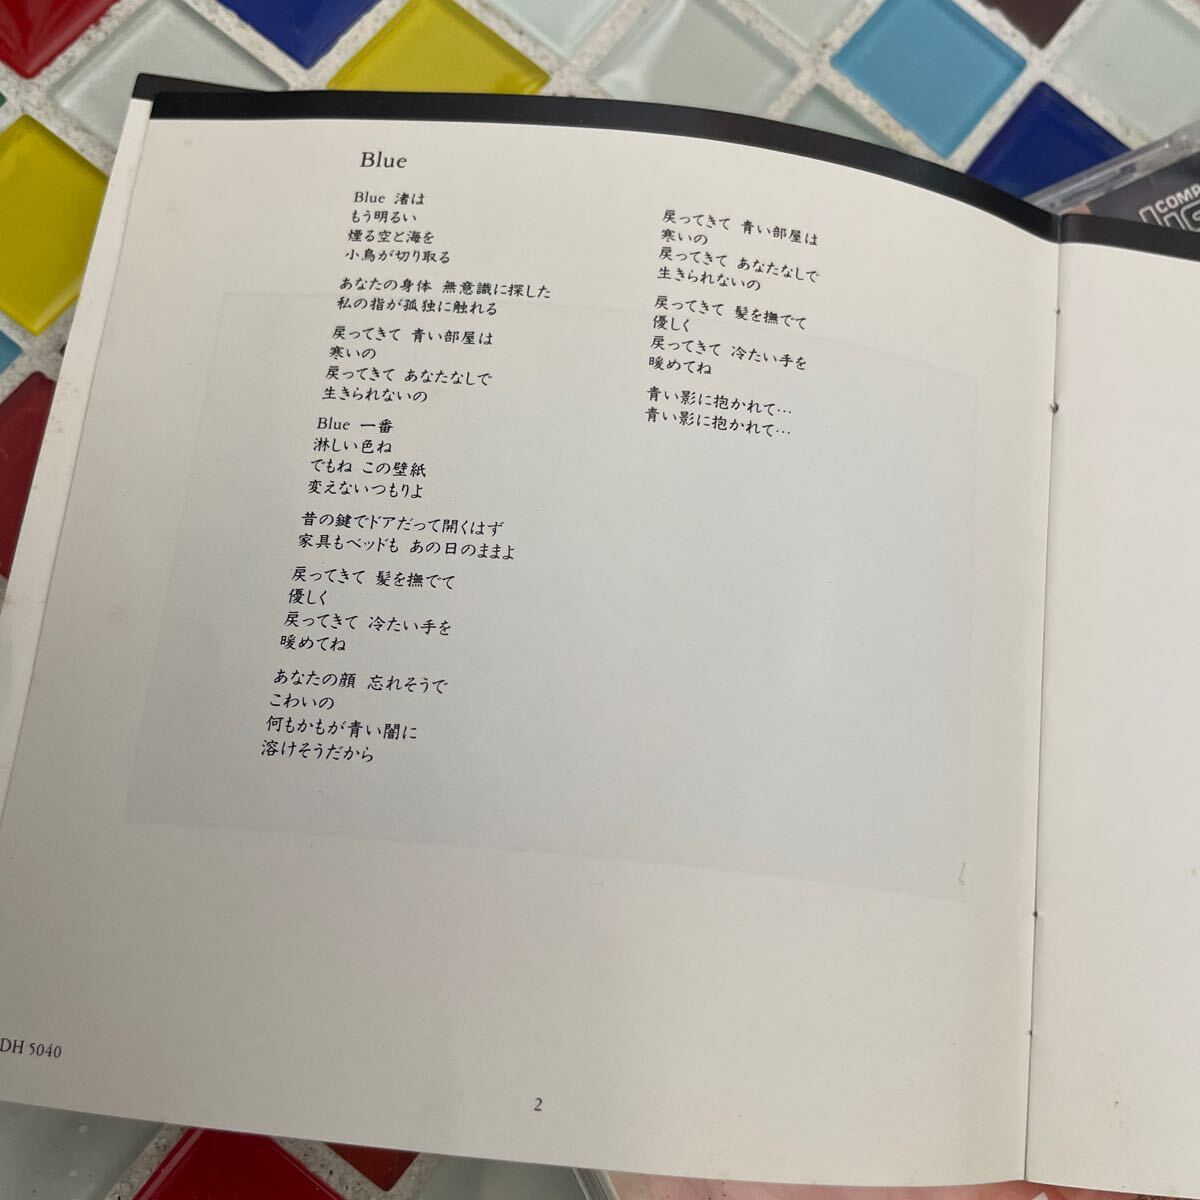 Blue
Blue 渚は
もう明るい
煙る空と海を
小鳥が切り取る
あなたの身体 無意識に探した
私の指が孤独に触れる
戻ってきて 青い部屋は
寒いの
戻ってきて あなたなしで
生きられないの
Blue 一番
淋しい色ね
でもね この壁紙
変えないつもりよ
昔の鍵でドアだって開くはず
家具もベッドも あの日のままよ
戻ってきて 髪を撫でて
優しく
戻ってきて 冷たい手を
暖めてね
あなたの顔 忘れそうで
こわいの
何もかもが青い闇に
溶けそうだから
戻ってきて 青い部屋は
寒いの
戻ってきて あなたなしで
生きられないの
戻ってきて 髪を撫でて
優しく
戻ってきて 冷たい手を
暖めてね
青い影に抱かれて…
青い影に抱かれて…
DH 5040
2